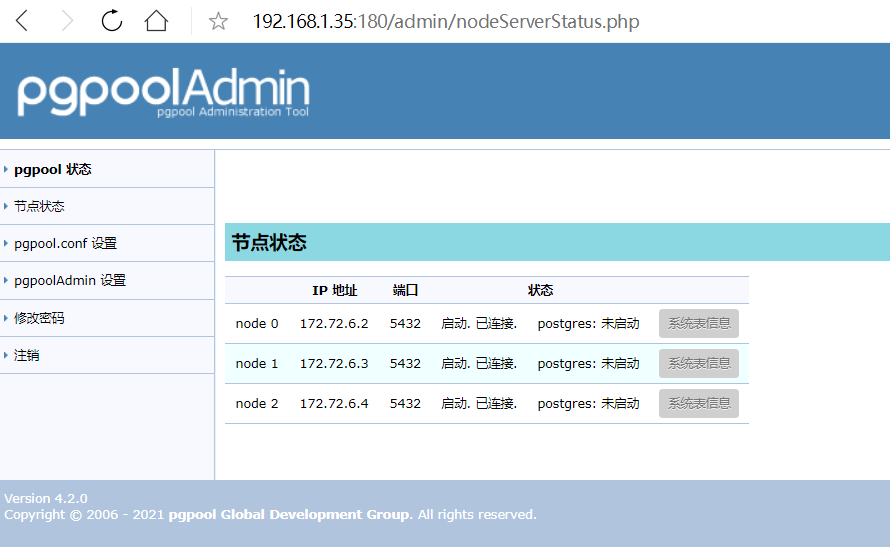 192.168.1.35:180/admin/nodeServerStatus.php
pgpoolAdmin
pgpool Administration Tool
pgpool 状态
节点状态
pgpool.conf 设置
pgpoolAdmin 设置
修改密码
注销
节点状态
IP 地址 端口 状态
node 0 172.72.6.2 5432 启动. 已连接. postgres: 未启动 系统表信息
node 1 172.72.6.3 5432 启动. 已连接. postgres: 未启动 系统表信息
node 2 172.72.6.4 5432 启动. 已连接. postgres: 未启动 系统表信息
Version 4.2.0
Copyright © 2006 - 2021 pgpool Global Development Group. All rights reserved.